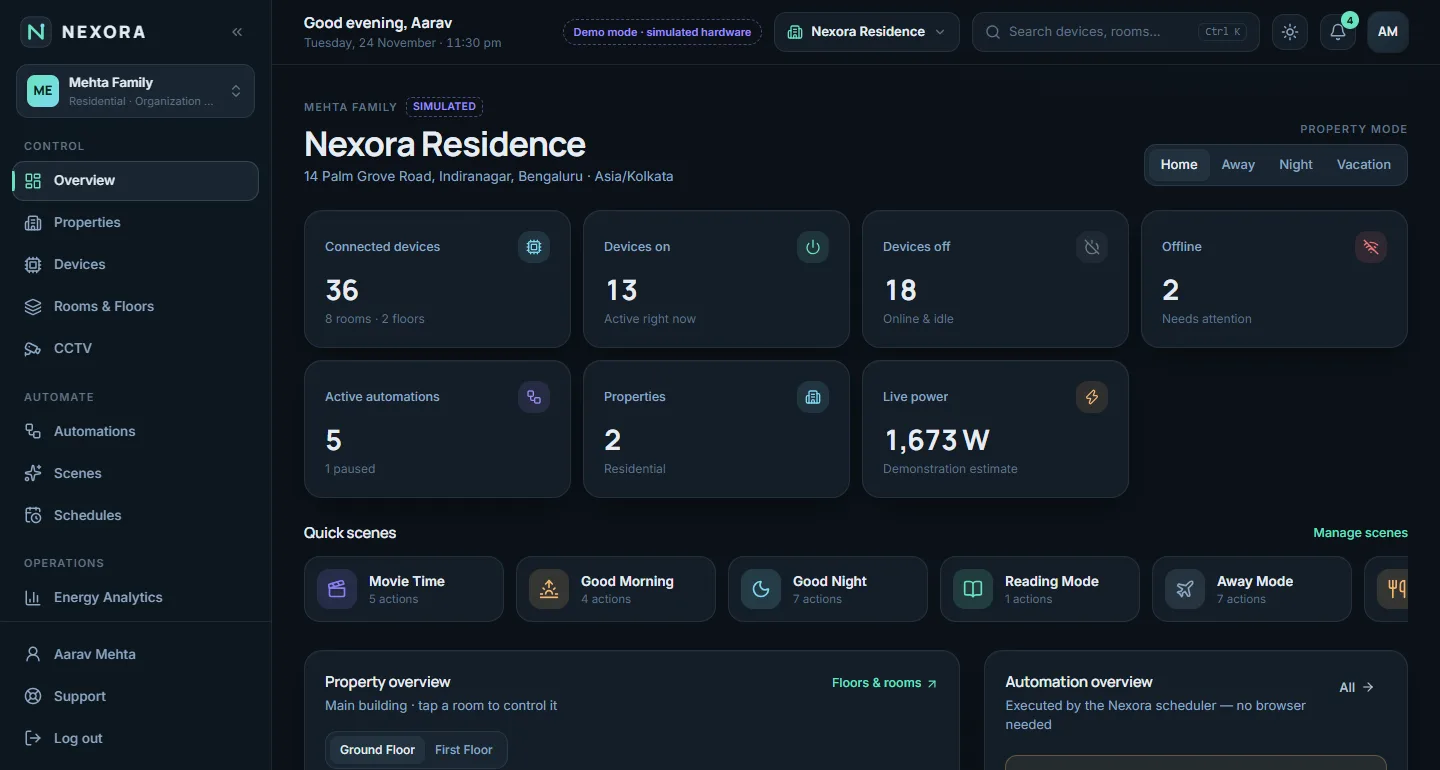 NEXORA
ME
Mehta Family
Residential · Organization ...
CONTROL
Overview
Properties
Devices
Rooms & Floors
CCTV
AUTOMATE
Automations
Scenes
Schedules
OPERATIONS
Energy Analytics
Aarav Mehta
Support
Log out
Good evening, Aarav
Tuesday, 24 November · 11:30 pm
Demo mode · simulated hardware
Nexora Residence
Search devices, rooms...
Ctrl K
4
AM
MEHTA FAMILY
SIMULATED
Nexora Residence
14 Palm Grove Road, Indiranagar, Bengaluru · Asia/Kolkata
PROPERTY MODE
Home
Away
Night
Vacation
Connected devices
36
8 rooms · 2 floors
Devices on
13
Active right now
Devices off
18
Online & idle
Offline
2
Needs attention
Active automations
5
1 paused
Properties
2
Residential
Live power
1,673 W
Demonstration estimate
Quick scenes
Manage scenes
Movie Time
5 actions
Good Morning
4 actions
Good Night
7 actions
Reading Mode
1 actions
Away Mode
7 actions
Property overview
Floors & rooms
Main building · tap a room to control it
Ground Floor
First Floor
Automation overview
All
Executed by the Nexora scheduler — no browser
needed